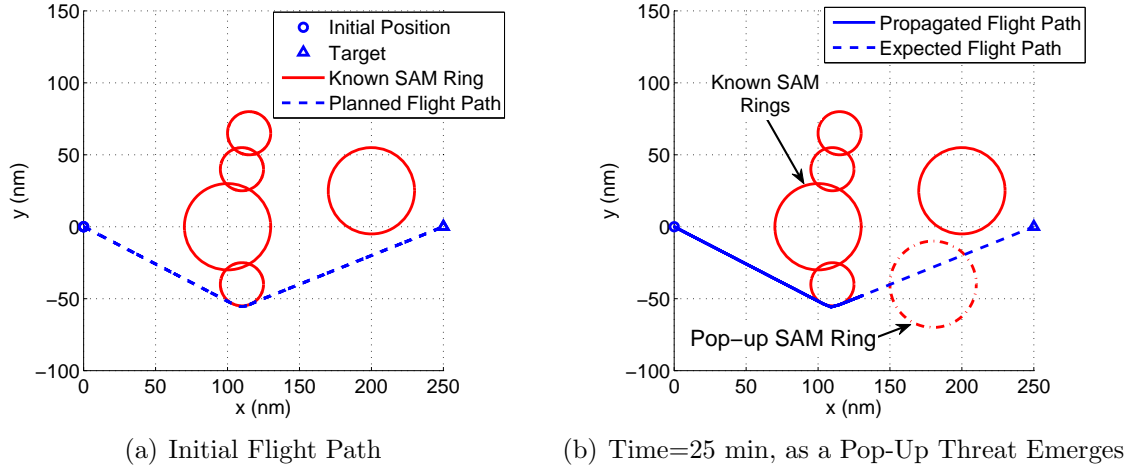 150
100
50
0
−50
−100
0
50
100
150
200
250
x (nm)
y (nm)
Initial Position
Target
Known SAM Ring
Planned Flight Path
(a) Initial Flight Path
150
100
50
0
−50
−100
0
50
100
150
200
250
x (nm)
y (nm)
Propagated Flight Path
Expected Flight Path
Known SAM
Rings
Pop−up SAM Ring
(b) Time=25 min, as a Pop-Up Threat Emerges